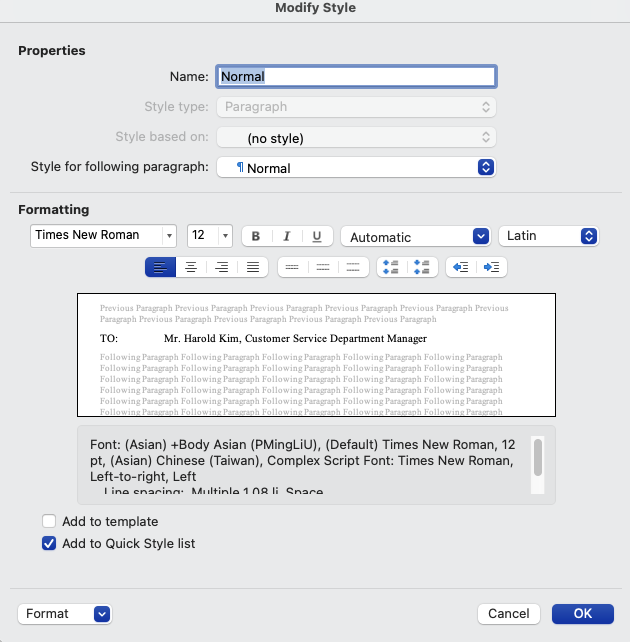 Modify Style
Properties
Name: Normal
Style type: Paragraph
Style based on: (no style)
Style for following paragraph: ¶ Normal
Formatting
Times New Roman 12 B I U Automatic Latin
Previous Paragraph Previous Paragraph Previous Paragraph Previous Paragraph Previous Paragraph Previous
Paragraph Previous Paragraph Previous Paragraph Previous Paragraph Previous Paragraph
TO: Mr. Harold Kim, Customer Service Department Manager
Following Paragraph Following Paragraph Following Paragraph Following Paragraph Following Paragraph
Following Paragraph Following Paragraph Following Paragraph Following Paragraph Following Paragraph
Following Paragraph Following Paragraph Following Paragraph Following Paragraph Following Paragraph
Following Paragraph Following Paragraph Following Paragraph Following Paragraph Following Paragraph
Following Paragraph Following Paragraph Following Paragraph Following Paragraph Following Paragraph
Following Paragraph Following Paragraph Following Paragraph Following Paragraph Following Paragraph
Font: (Asian) +Body Asian (PMingLiU), (Default) Times New Roman, 12
pt, (Asian) Chinese (Taiwan), Complex Script Font: Times New Roman,
Left-to-right, Left
Line spacing: Multiple 1.08 li, Space
Add to template
Add to Quick Style list
Format Cancel OK